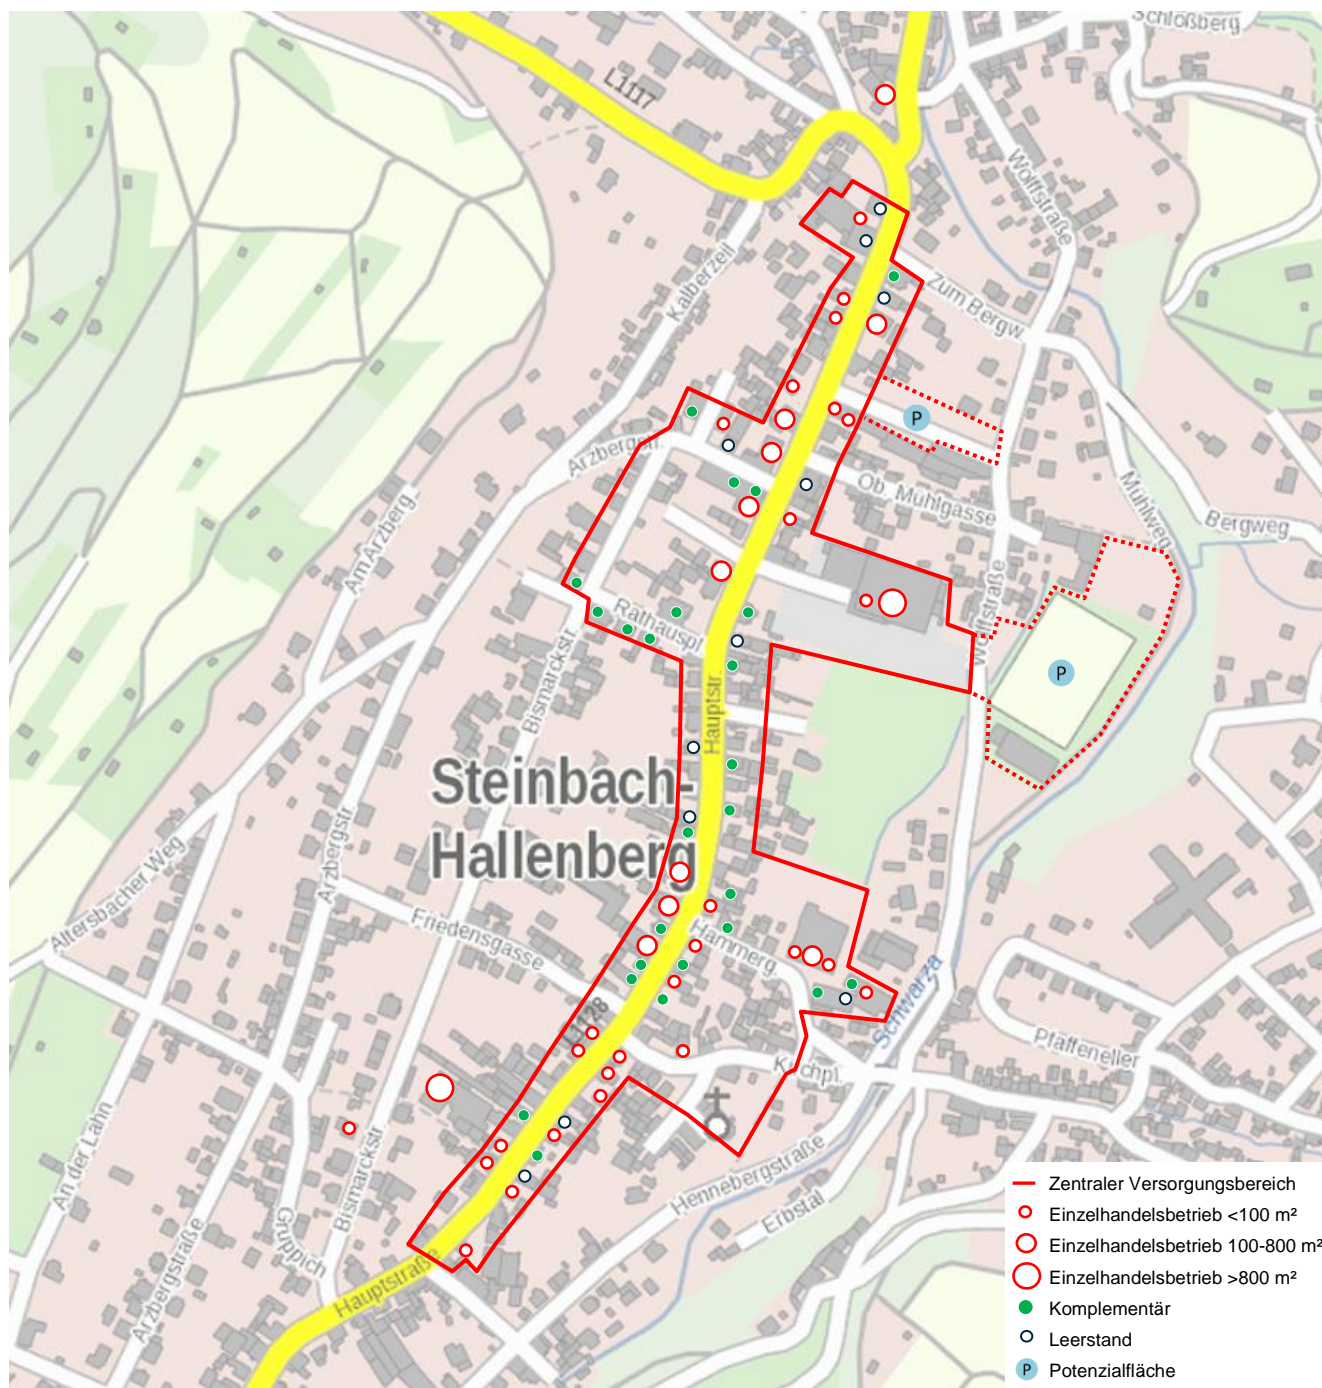 Schloßberg
L1117
Wolffstraße
Kalberzeil
Zum Bergw.
Arzbergstr.
Ob. Mühlgasse
Mühlweg
Bergweg
Am Arzberg
P
Rathauspl.
Wolffstraße
Bismarckstr.
Hauptstr.
P
Steinbach-
Hallenberg
Arzbergstr.
Altersbacher Weg
Friedensgasse
Hammerg.
Schwarza
L1128
Pfaffeneller
Kirchpl.
An der Lahn
Bismarckstr.
Hennebergstraße
Erbstal
Gruppich
Arzbergstraße
Hauptstraße
Zentraler Versorgungsbereich
Einzelhandelsbetrieb <100 m²
Einzelhandelsbetrieb 100-800 m²
Einzelhandelsbetrieb >800 m²
Komplementär
Leerstand
P Potenzialfläche